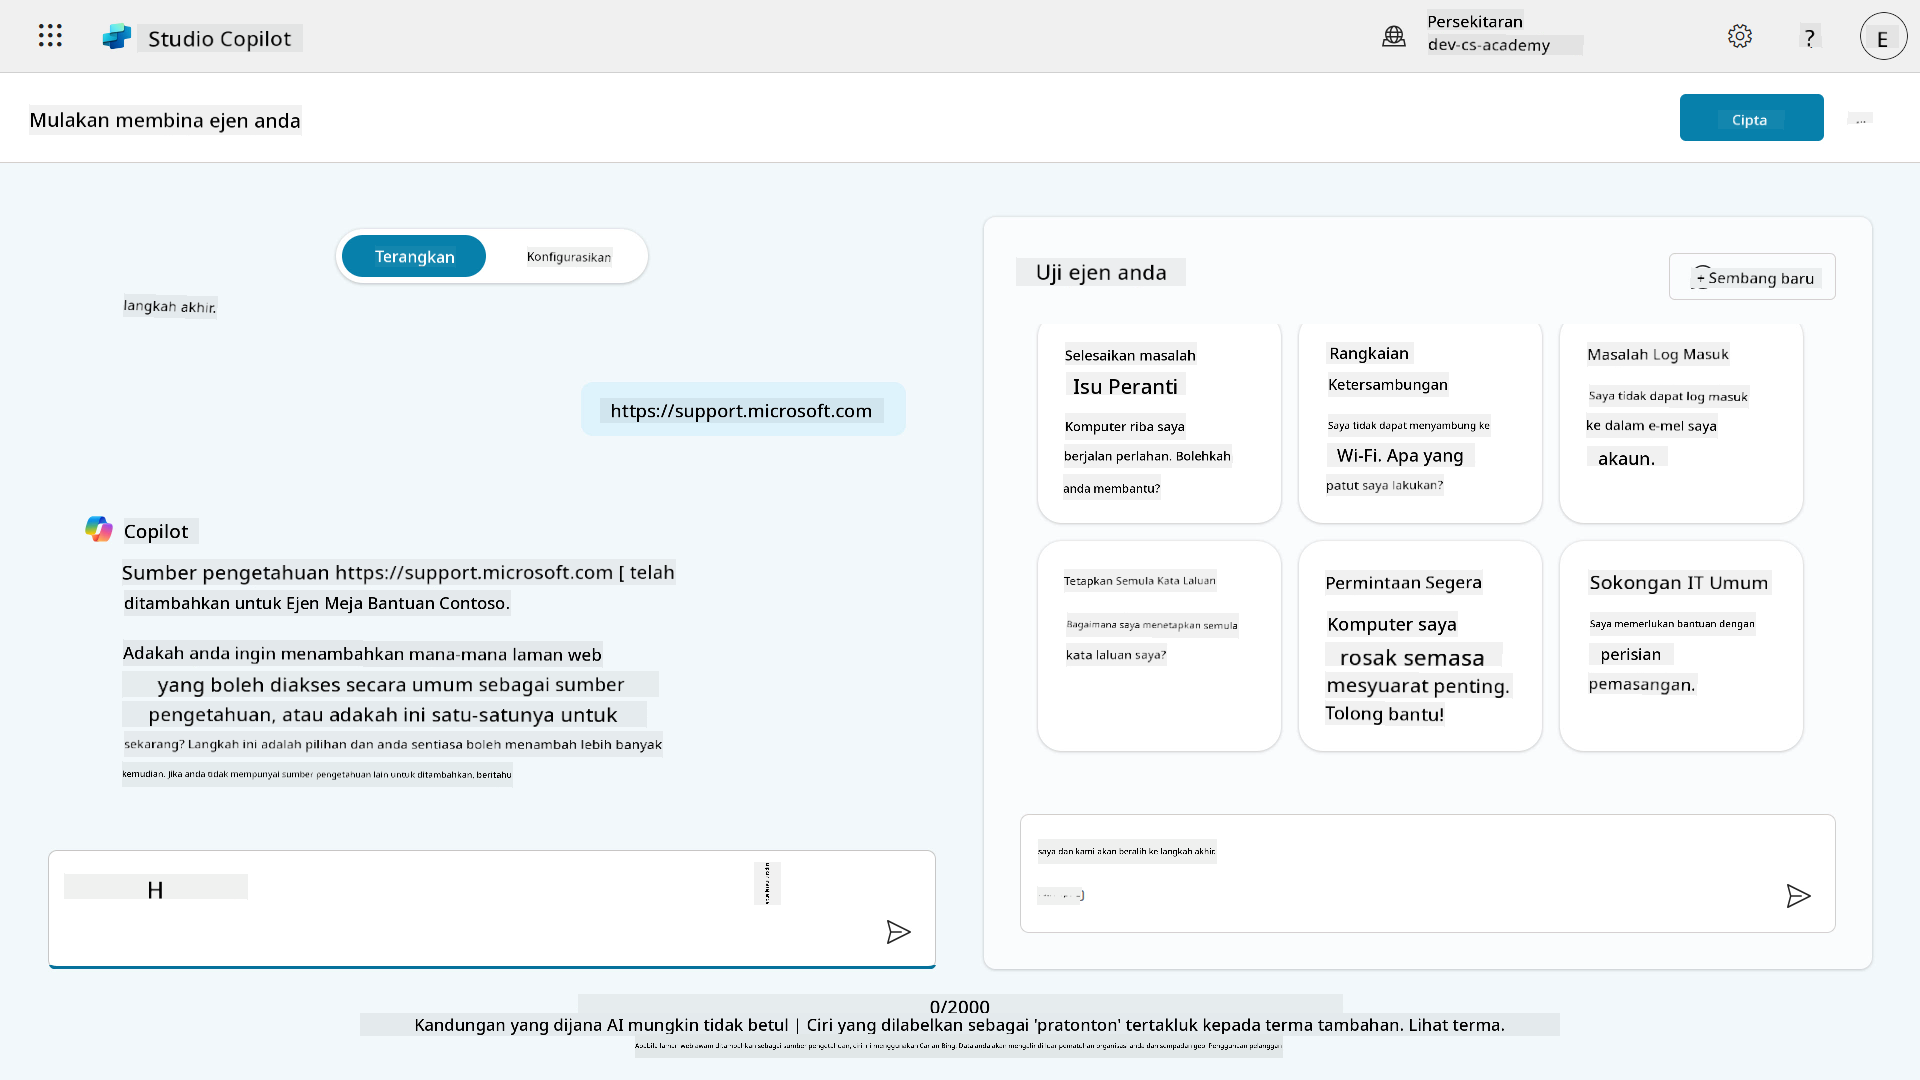 Studio Copilot
Persekitaran
dev-cs-academy
?
E
Mulakan membina ejen anda
Cipta
...
Terangkan
Konfigurasikan
langkah akhir.
https://support.microsoft.com
Copilot
Sumber pengetahuan https://support.microsoft.com [ telah
ditambahkan untuk Ejen Meja Bantuan Contoso.
Adakah anda ingin menambahkan mana-mana laman web
yang boleh diakses secara umum sebagai sumber
pengetahuan, atau adakah ini satu-satunya untuk
sekarang? Langkah ini adalah pilihan dan anda sentiasa boleh menambah lebih banyak
kemudian. Jika anda tidak mempunyai sumber pengetahuan lain untuk ditambahkan, beritahu
H
Uji ejen anda
+ Sembang baru
Selesaikan masalah
Isu Peranti
Komputer riba saya
berjalan perlahan. Bolehkah
anda membantu?
Rangkaian
Ketersambungan
Saya tidak dapat menyambung ke
Wi-Fi. Apa yang
patut saya lakukan?
Masalah Log Masuk
Saya tidak dapat log masuk
ke dalam e-mel saya
akaun.
Tetapkan Semula Kata Laluan
Bagaimana saya menetapkan semula
kata laluan saya?
Permintaan Segera
Komputer saya
rosak semasa
mesyuarat penting.
Tolong bantu!
Sokongan IT Umum
Saya memerlukan bantuan dengan
perisian
pemasangan.
saya dan kami akan beralih ke langkah akhir.
0/2000
Kandungan yang dijana AI mungkin tidak betul | Ciri yang dilabelkan sebagai 'pratonton' tertakluk kepada terma tambahan. Lihat terma.